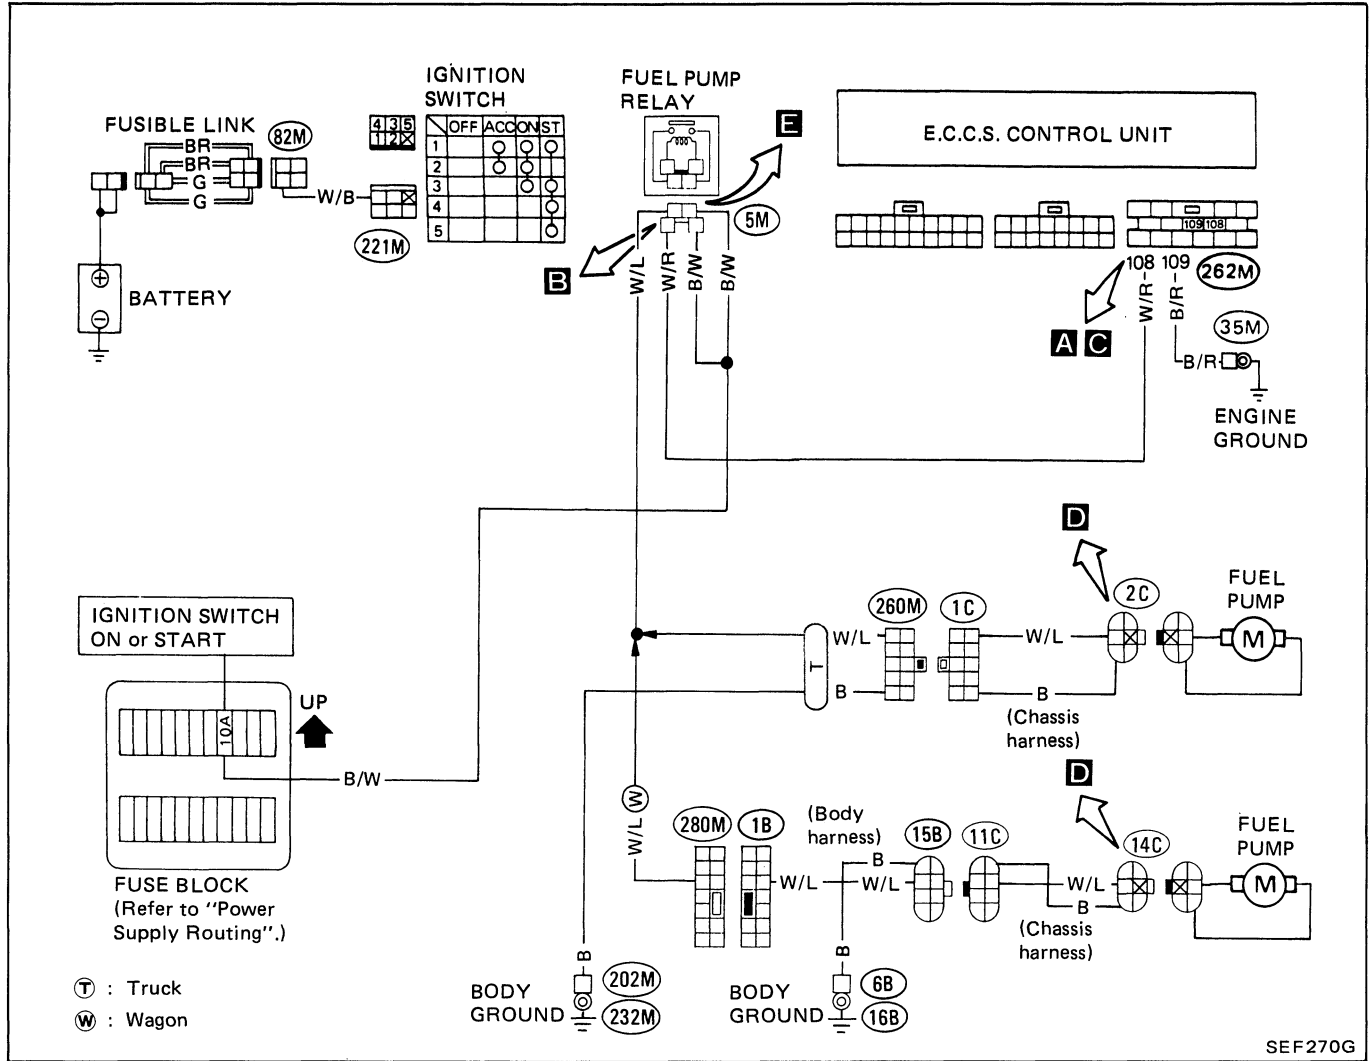 IGNITION
SWITCH
FUEL PUMP
RELAY
FUSIBLE LINK
82M
4 3 5
1 2
OFF ACC ON ST
1
2
3
4
5
E
E.C.C.S. CONTROL UNIT
BR
BR
G
G
W/B
221M
5M
109 108
BATTERY
B
W/L
W/R
B/W
B/W
108 109
262M
W/R
B/R
A C
35M
B/R
ENGINE
GROUND
D
IGNITION SWITCH
ON or START
260M
1C
2C
FUEL
PUMP
T
W/L
W/L
M
B
B
(Chassis
harness)
UP
10A
B/W
D
W
W/L
280M
1B
(Body
harness)
15B
11C
14C
FUEL
PUMP
B
W/L
W/L
W/L
M
B
(Chassis
harness)
FUSE BLOCK
(Refer to "Power
Supply Routing".)
B
B
T : Truck
W : Wagon
BODY
GROUND
202M
232M
BODY
GROUND
6B
16B
SEF270G